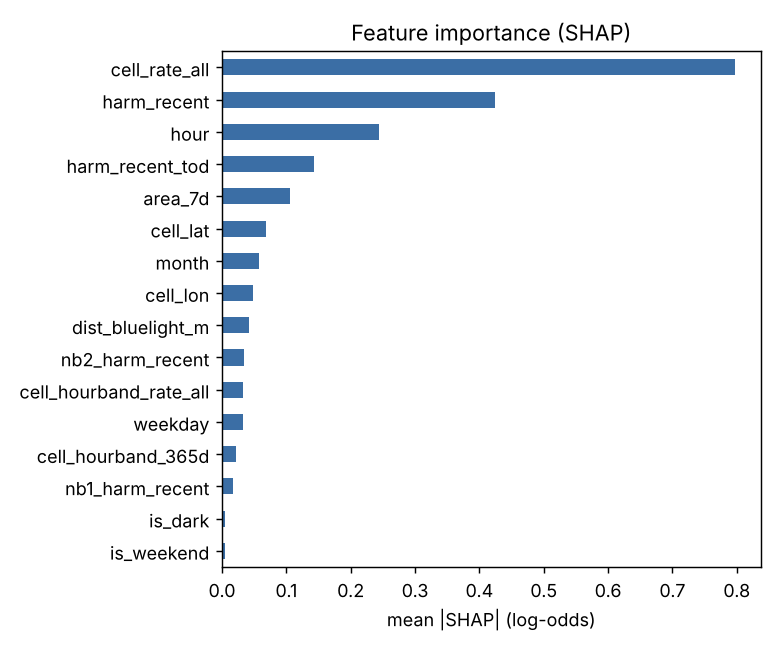 Feature importance (SHAP)
cell_rate_all
harm_recent
hour
harm_recent_tod
area_7d
cell_lat
month
cell_lon
dist_bluelight_m
nb2_harm_recent
cell_hourband_rate_all
weekday
cell_hourband_365d
nb1_harm_recent
is_dark
is_weekend
0.0 0.1 0.2 0.3 0.4 0.5 0.6 0.7 0.8
mean |SHAP| (log-odds)